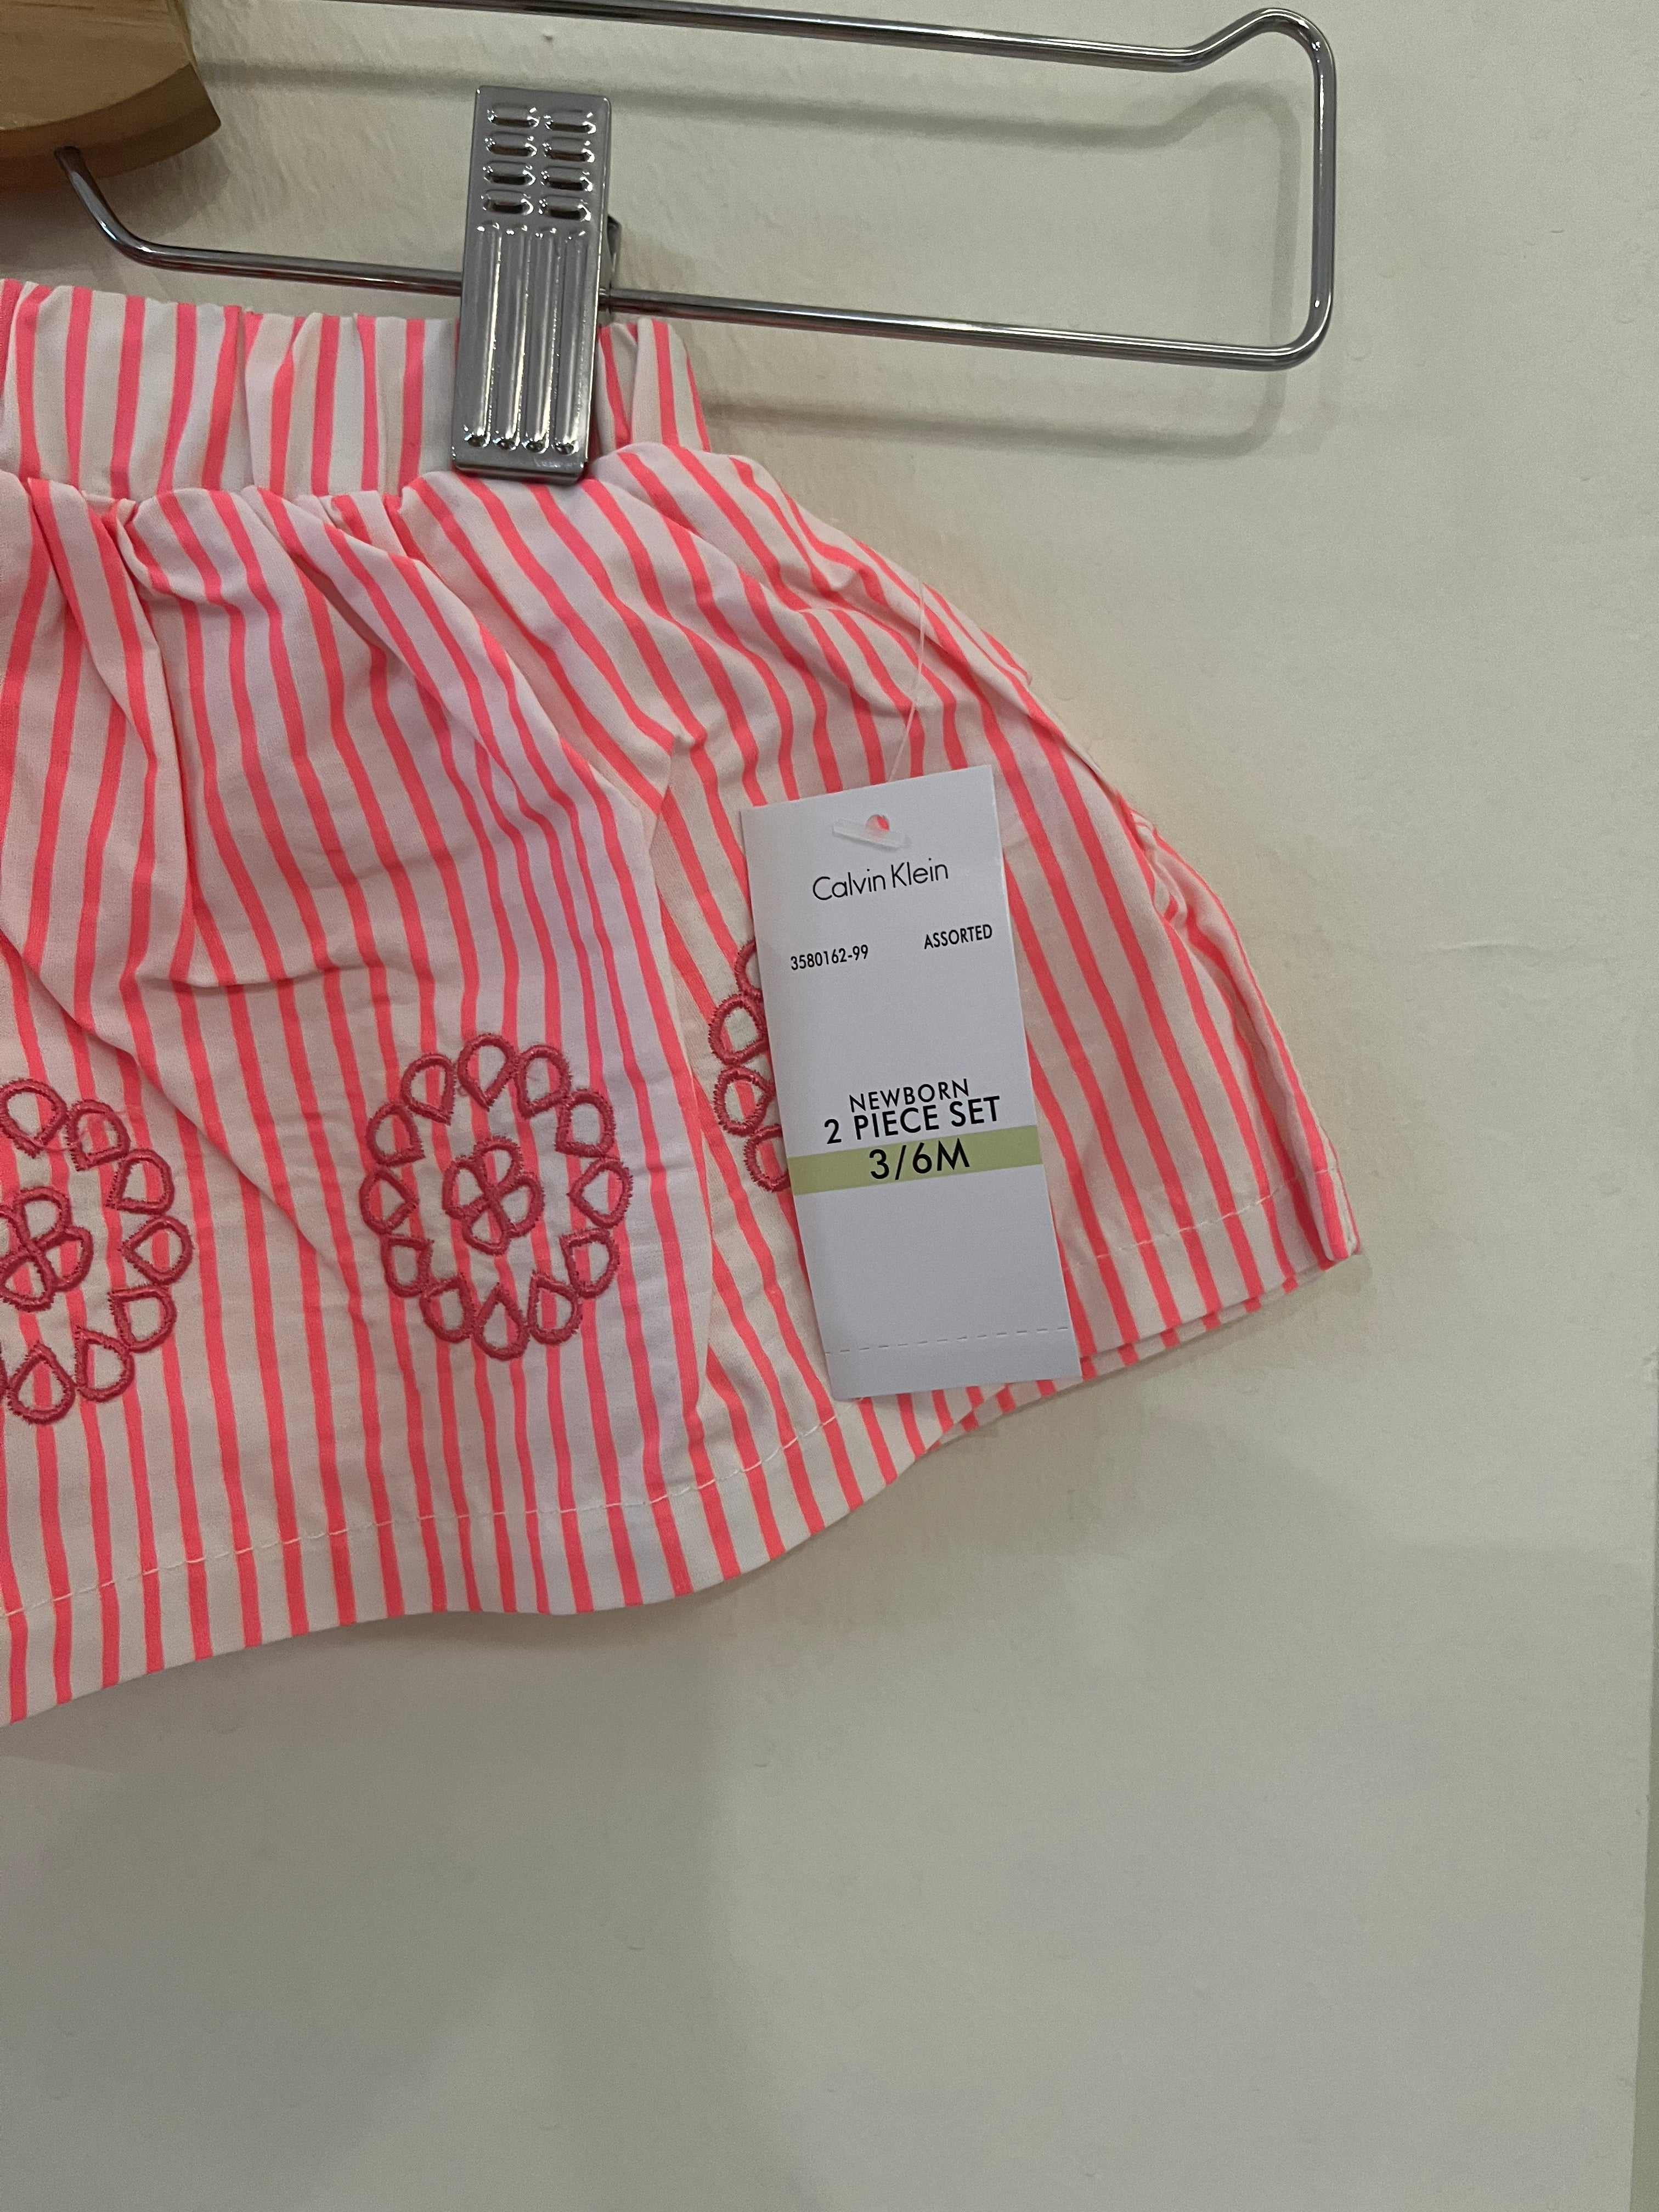 Calvin Klein
3580162-99 ASSORTED
NEWBORN
2 PIECE SET
3/6M